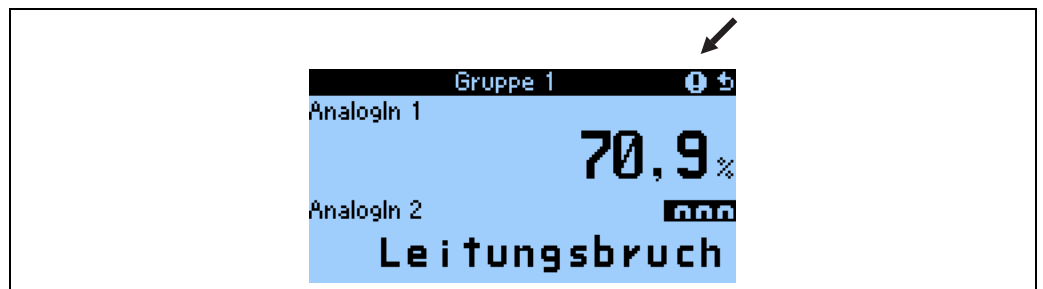 Gruppe 1
AnalogIn 1
70,9 %
AnalogIn 2
Leitungsbruch